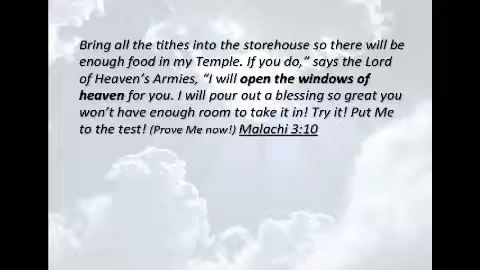 Bring all the tithes into the storehouse so there will be
enough food in my Temple. If you do,” says the Lord
of Heaven’s Armies, “I will open the windows of
heaven for you. I will pour out a blessing so great you
won’t have enough room to take it in! Try it! Put Me
to the test! (Prove Me now!) Malachi 3:10